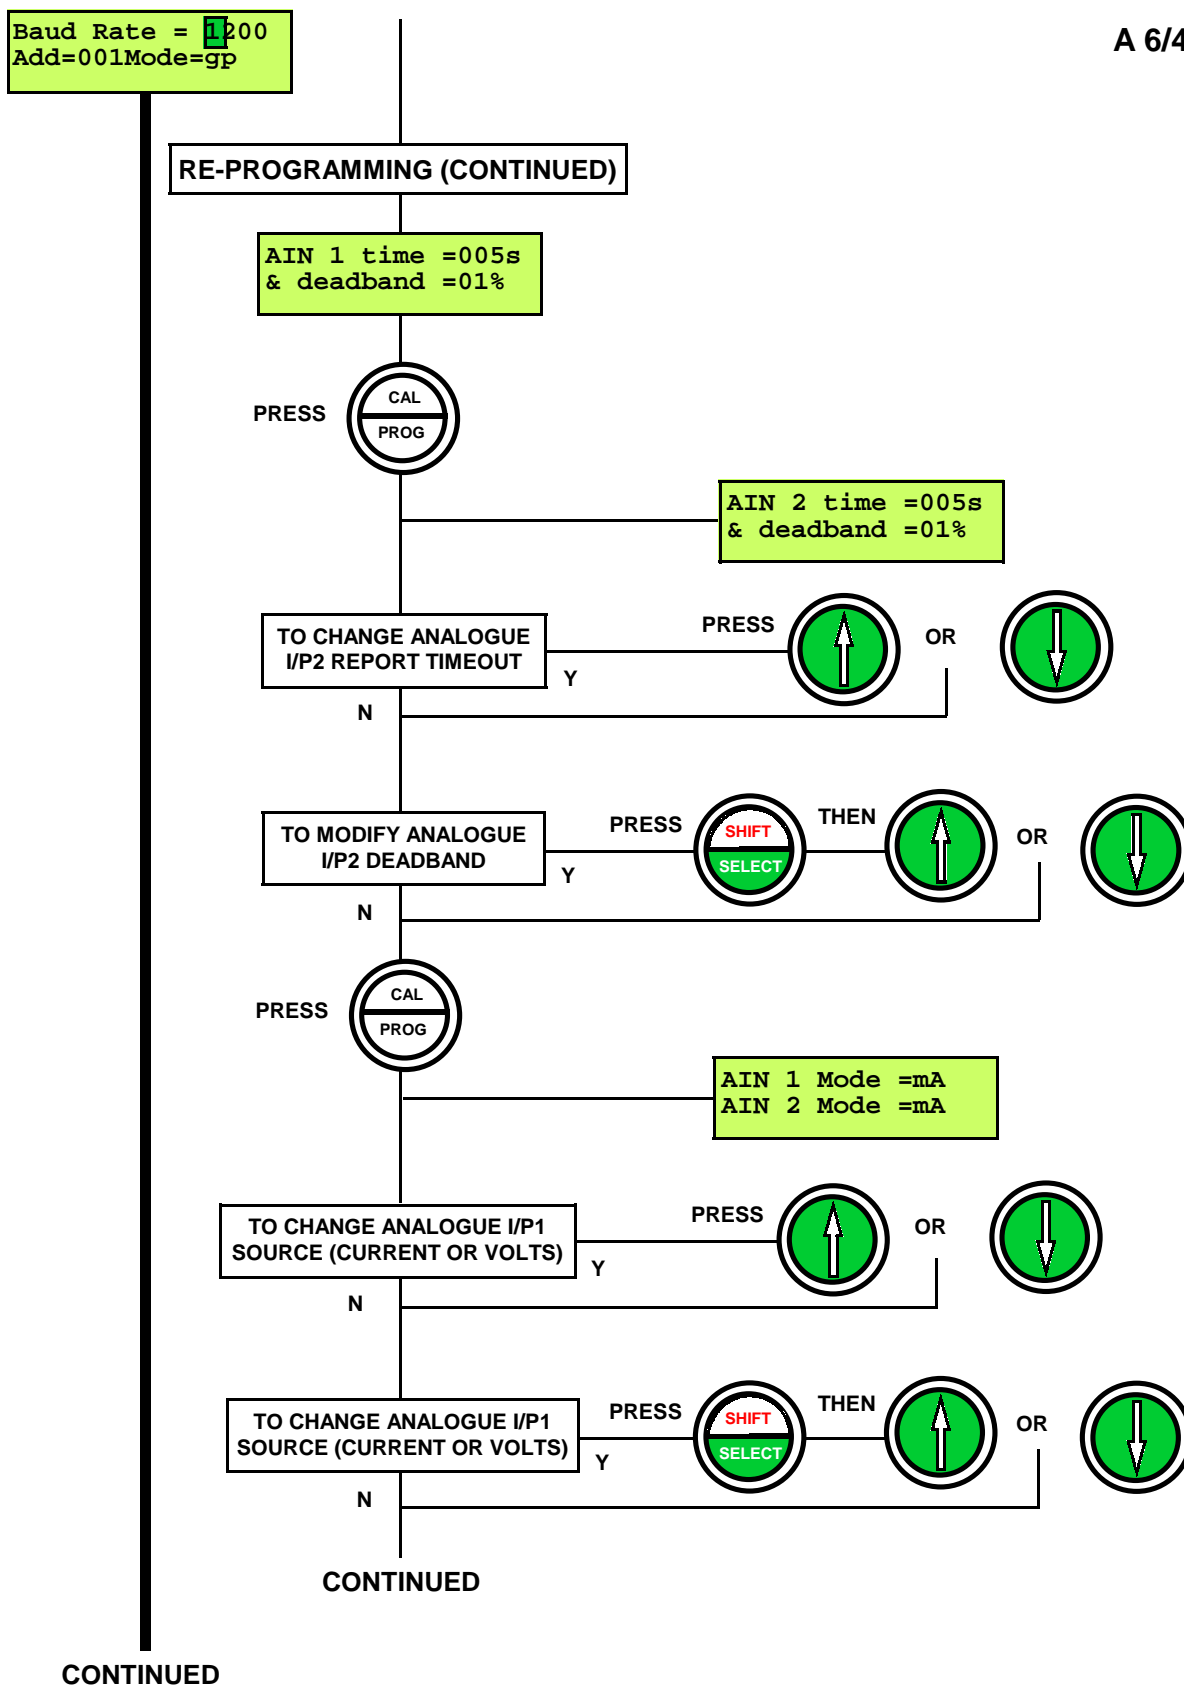 Baud Rate = 1200
Add=001Mode=gp
A 6/4
RE-PROGRAMMING (CONTINUED)
AIN 1 time =005s
& deadband =01%
PRESS
CAL
PROG
AIN 2 time =005s
& deadband =01%
TO CHANGE ANALOGUE
I/P2 REPORT TIMEOUT
PRESS
OR
Y
N
TO MODIFY ANALOGUE
I/P2 DEADBAND
PRESS
SHIFT
SELECT
THEN
OR
Y
N
PRESS
CAL
PROG
AIN 1 Mode =mA
AIN 2 Mode =mA
TO CHANGE ANALOGUE I/P1
SOURCE (CURRENT OR VOLTS)
PRESS
OR
Y
N
TO CHANGE ANALOGUE I/P1
SOURCE (CURRENT OR VOLTS)
PRESS
SHIFT
SELECT
THEN
OR
Y
N
CONTINUED
CONTINUED